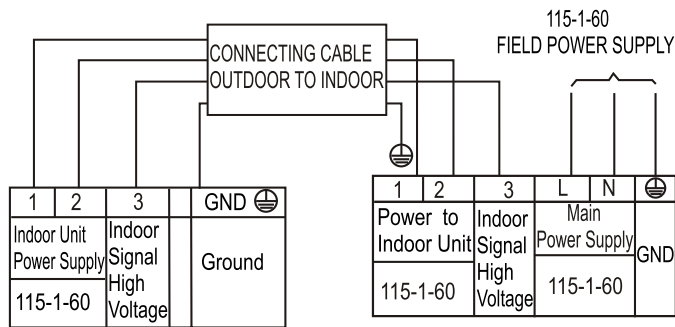 115-1-60
FIELD POWER SUPPLY
CONNECTING CABLE
OUTDOOR TO INDOOR
1 2 3 GND
Indoor Unit
Power Supply
115-1-60
Indoor
Signal
High
Voltage
Ground
1 2 3 L N
Power to
Indoor Unit
115-1-60
Indoor
Signal
High
Voltage
Main
Power Supply
115-1-60
GND